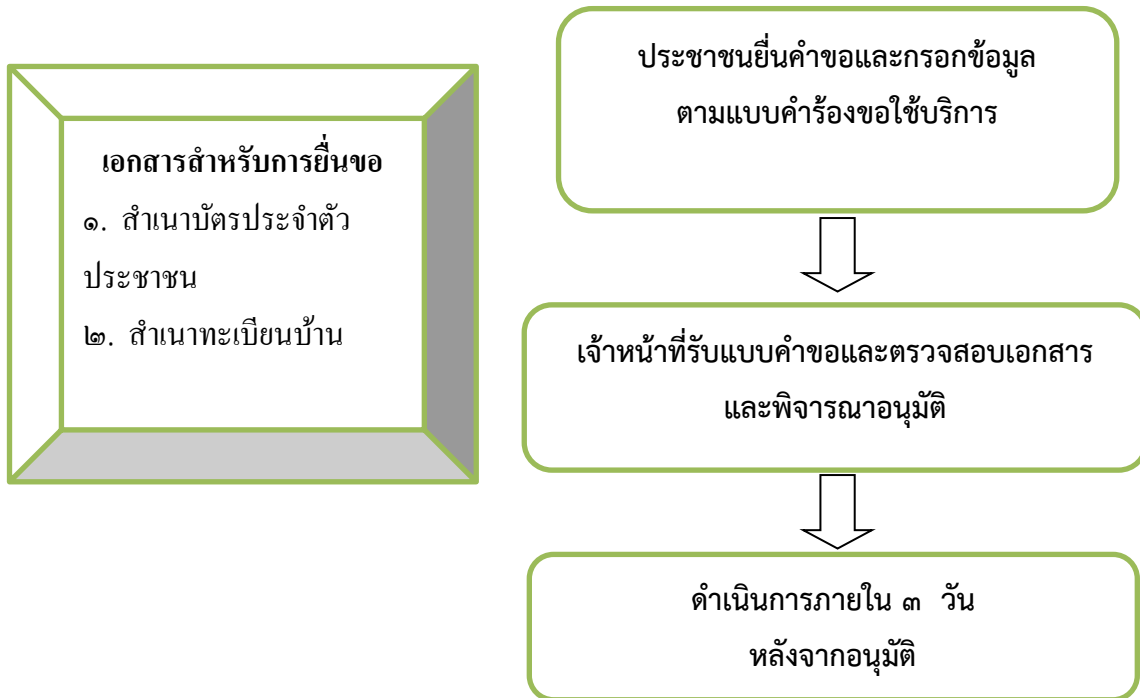 เอกสารสำหรับการยื่นขอ
๑. สำเนาบัตรประจำตัว
ประชาชน
๒. สำเนาทะเบียนบ้าน
ประชาชนยื่นคำขอและกรอกข้อมูล
ตามแบบคำร้องขอใช้บริการ
เจ้าหน้าที่รับแบบคำขอและตรวจสอบเอกสาร
และพิจารณาอนุมัติ
ดำเนินการภายใน ๓ วัน
หลังจากอนุมัติ